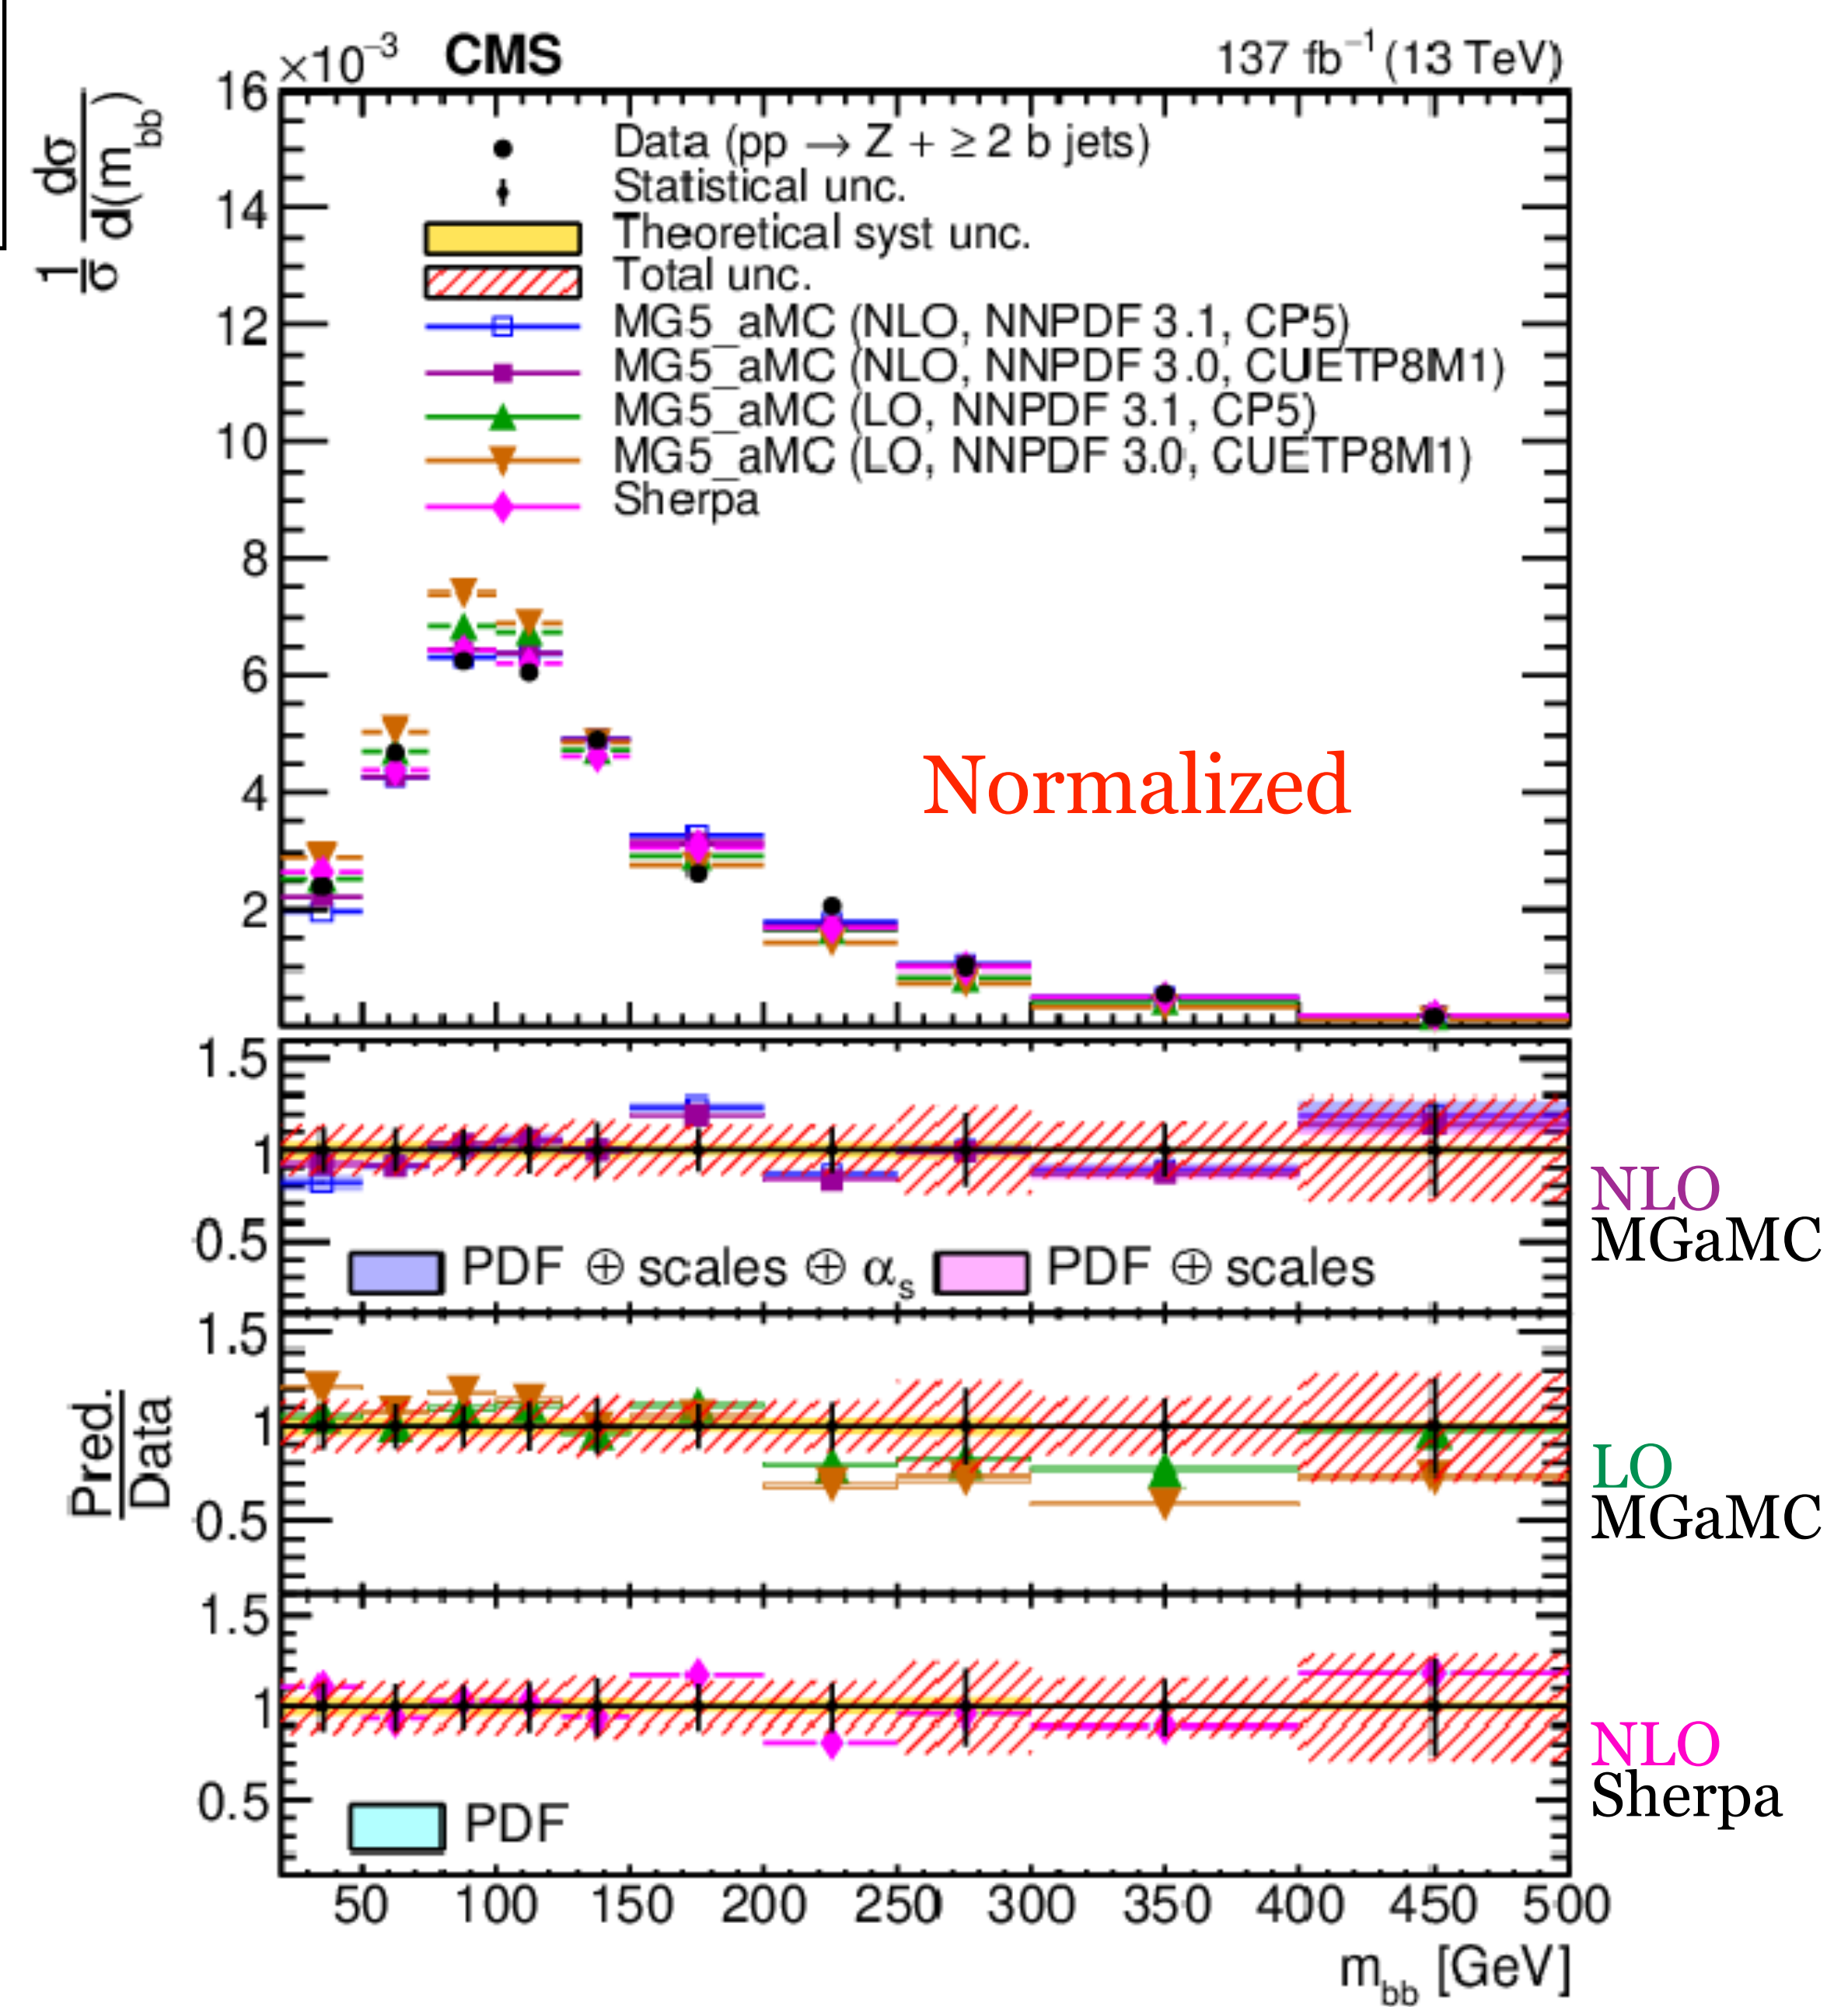 ×10⁻³ CMS 137 fb⁻¹ (13 TeV)
1/σ dσ/d(m_bb)
16
14
12
10
8
6
4
2
Data (pp → Z + ≥ 2 b jets)
Statistical unc.
Theoretical syst unc.
Total unc.
MG5_aMC (NLO, NNPDF 3.1, CP5)
MG5_aMC (NLO, NNPDF 3.0, CUETP8M1)
MG5_aMC (LO, NNPDF 3.1, CP5)
MG5_aMC (LO, NNPDF 3.0, CUETP8M1)
Sherpa
Normalized
1.5
1
0.5
PDF ⊕ scales ⊕ α_s PDF ⊕ scales
NLO
MGaMC
Pred.
Data
1.5
1
0.5
LO
MGaMC
1.5
1
0.5
PDF
NLO
Sherpa
50 100 150 200 250 300 350 400 450 500
m_bb [GeV]